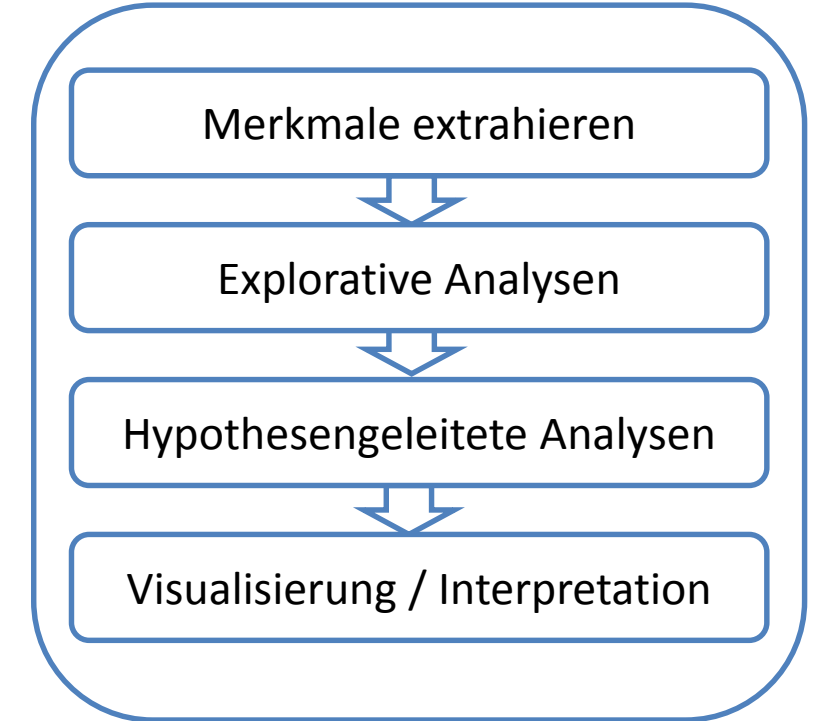 Merkmale extrahieren
Explorative Analysen
Hypothesengeleitete Analysen
Visualisierung / Interpretation